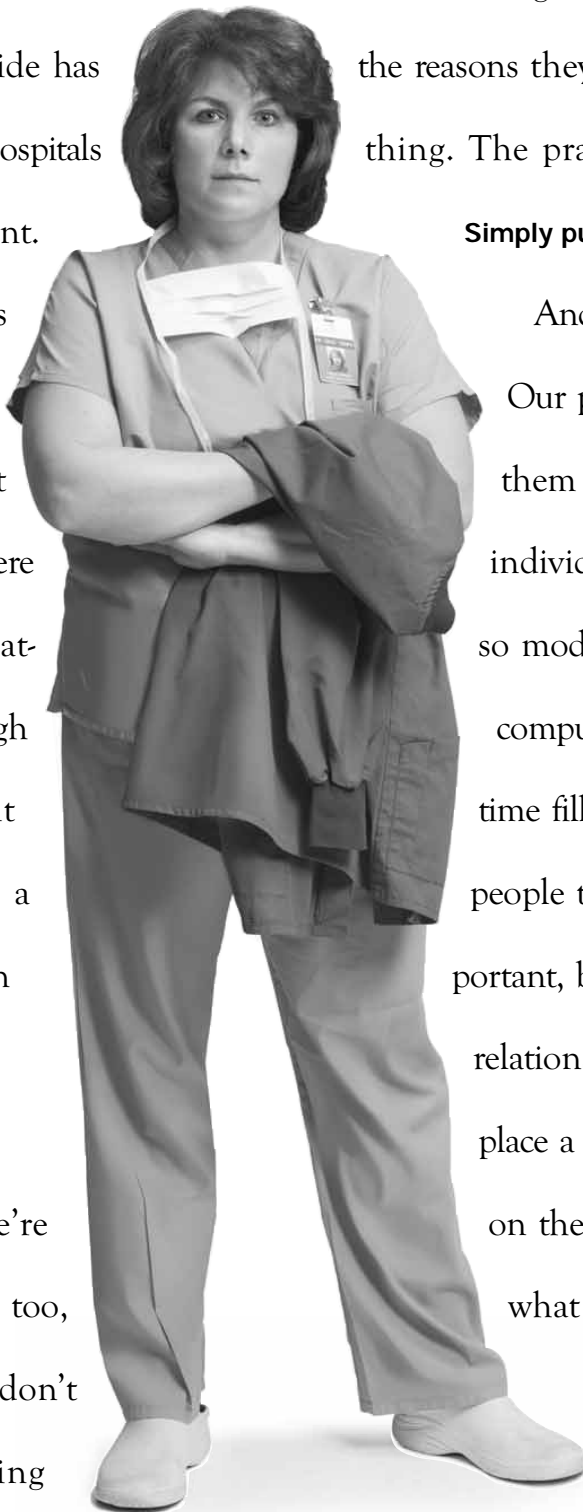 ide has
ospitals
nt.
s
t
ere
at-
gh
it
a
n
e're
too,
don't
ing
the reasons they
thing. The pra
Simply pu
And
Our p
them
individ
so mod
compu
time fill
people t
portant, b
relation
place a
on the
what